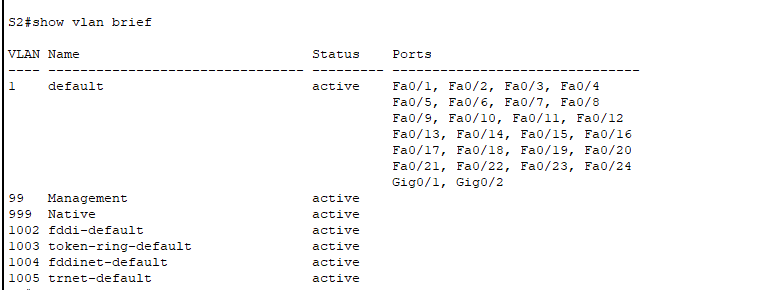 S2#show vlan brief
VLAN Name                             Status    Ports
---- -------------------------------- --------- -------------------------------
1    default                          active    Fa0/1, Fa0/2, Fa0/3, Fa0/4
                                                Fa0/5, Fa0/6, Fa0/7, Fa0/8
                                                Fa0/9, Fa0/10, Fa0/11, Fa0/12
                                                Fa0/13, Fa0/14, Fa0/15, Fa0/16
                                                Fa0/17, Fa0/18, Fa0/19, Fa0/20
                                                Fa0/21, Fa0/22, Fa0/23, Fa0/24
                                                Gig0/1, Gig0/2
99   Management                       active
999  Native                           active
1002 fddi-default                     active
1003 token-ring-default               active
1004 fddinet-default                  active
1005 trnet-default                    active